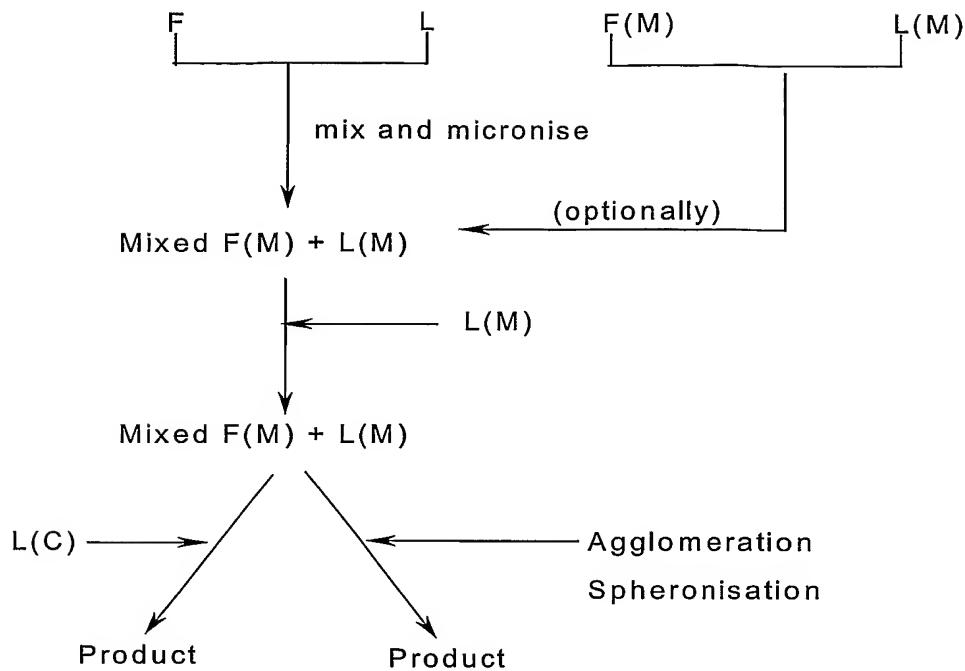 F
L
F(M)
L(M)
mix and micronise
(optionally)
Mixed F(M) + L(M)
L(M)
Mixed F(M) + L(M)
L(C)
Agglomeration
Spheronisation
Product
Product